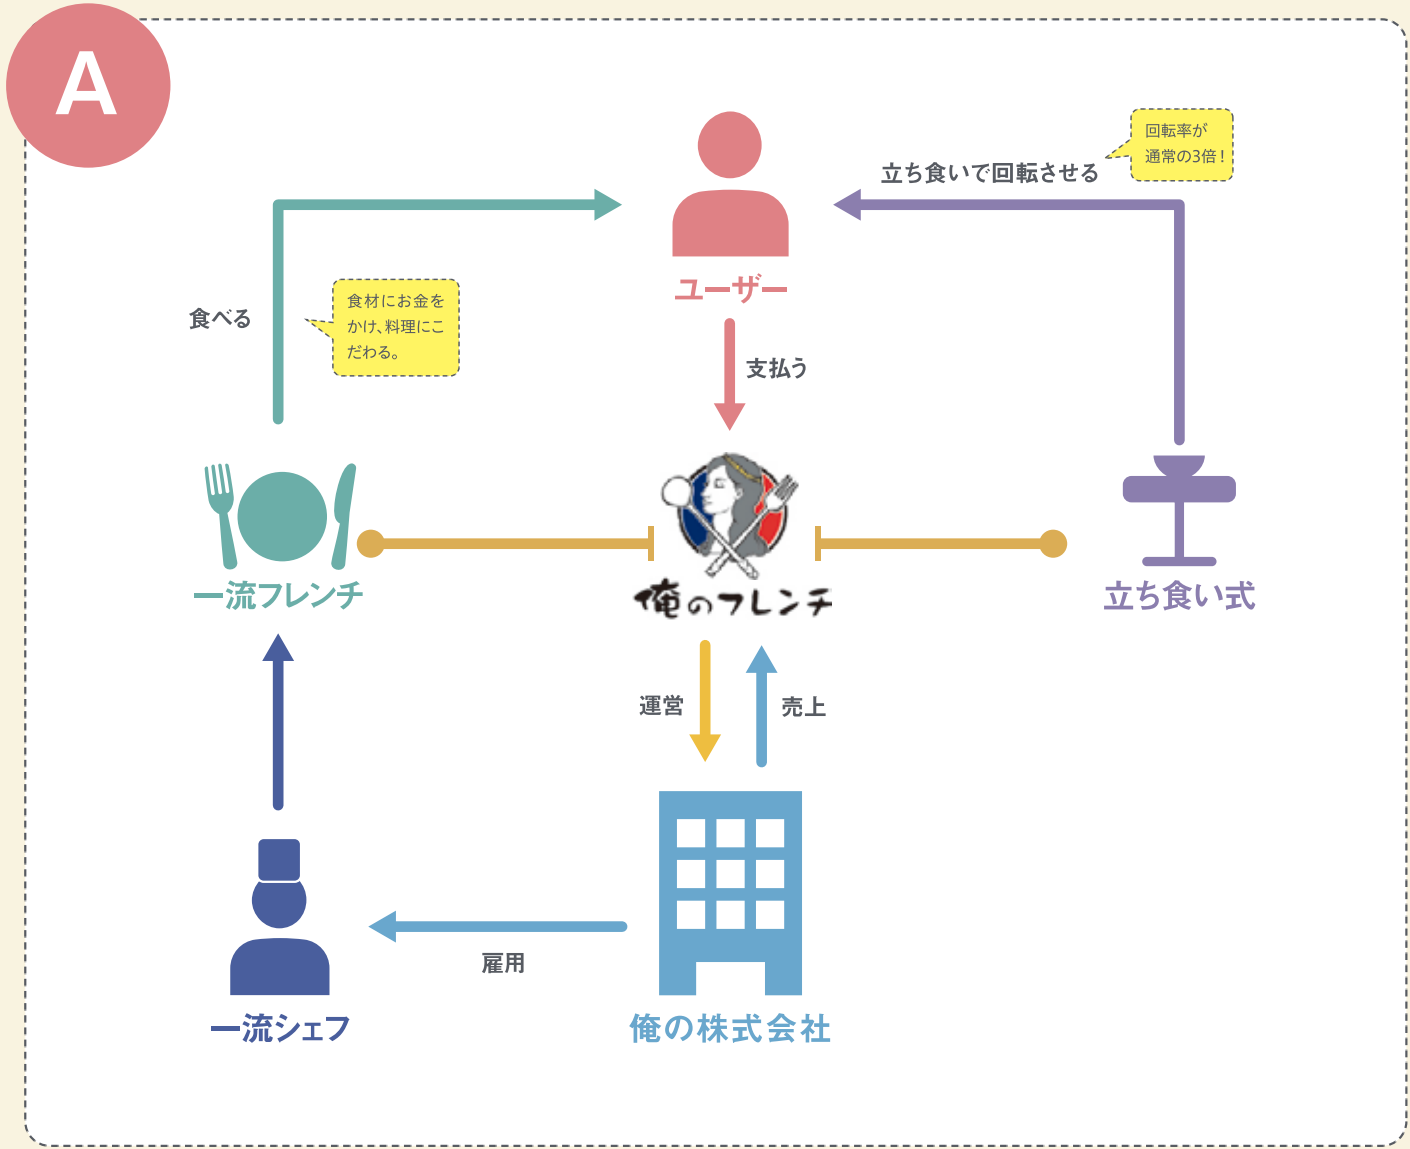 A
回転率が
通常の3倍！
立ち食いで回転させる
ユーザー
食べる
食材にお金を
かけ、料理にこ
だわる。
支払う
一流フレンチ
俺のフレンチ
立ち食い式
運営
売上
雇用
一流シェフ
俺の株式会社